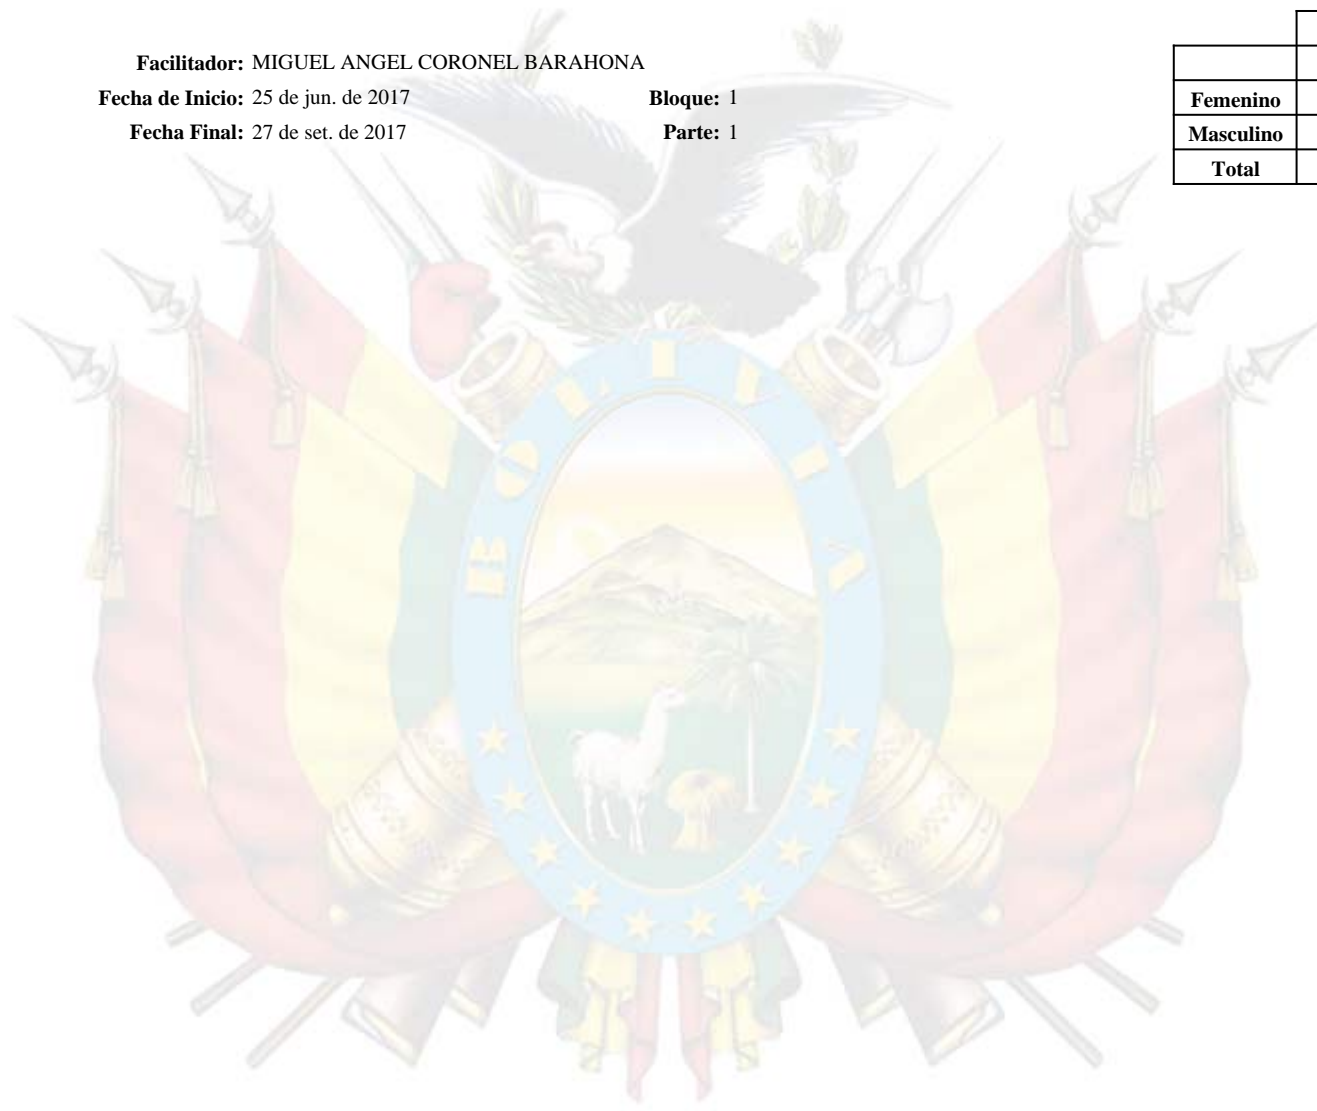 Facilitador: MIGUEL ANGEL CORONEL BARAHONA
Fecha de Inicio: 25 de jun. de 2017 Bloque: 1
Fecha Final: 27 de set. de 2017 Parte: 1
Femenino
Masculino
Total
BOLIVIA